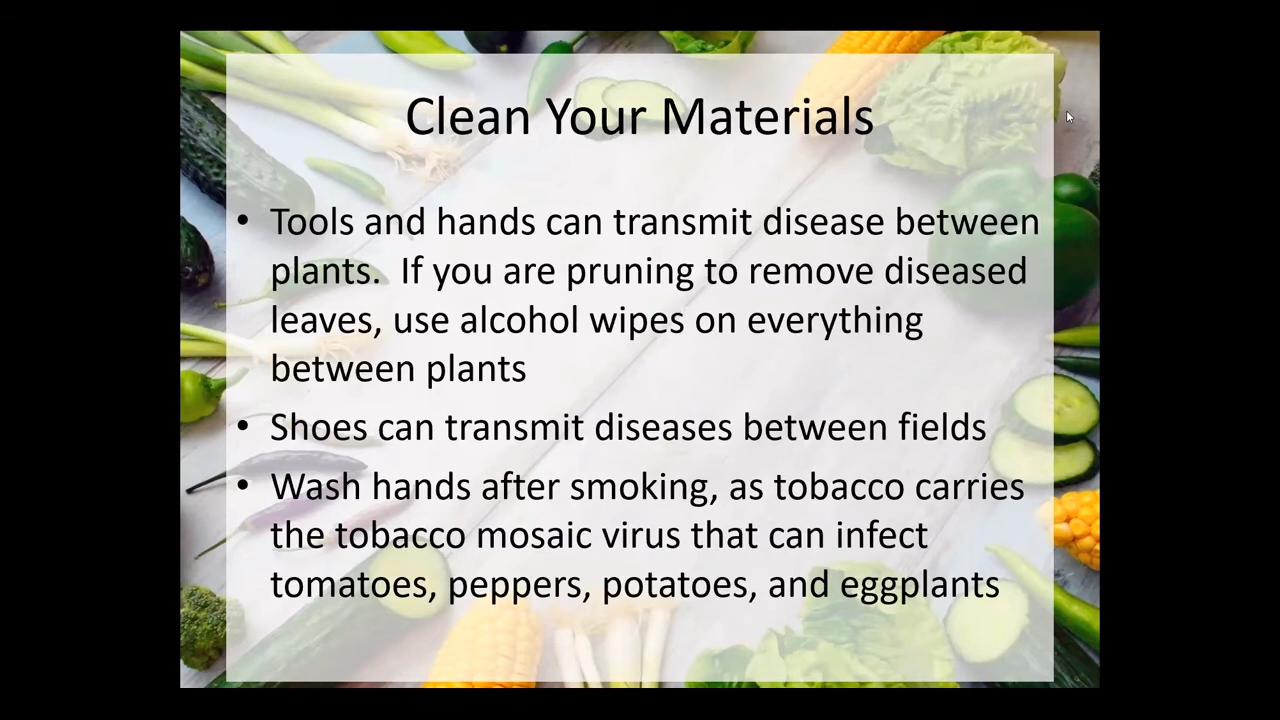 Clean Your Materials
• Tools and hands can transmit disease between
plants.  If you are pruning to remove diseased
leaves, use alcohol wipes on everything
between plants
• Shoes can transmit diseases between fields
• Wash hands after smoking, as tobacco carries
the tobacco mosaic virus that can infect
tomatoes, peppers, potatoes, and eggplants